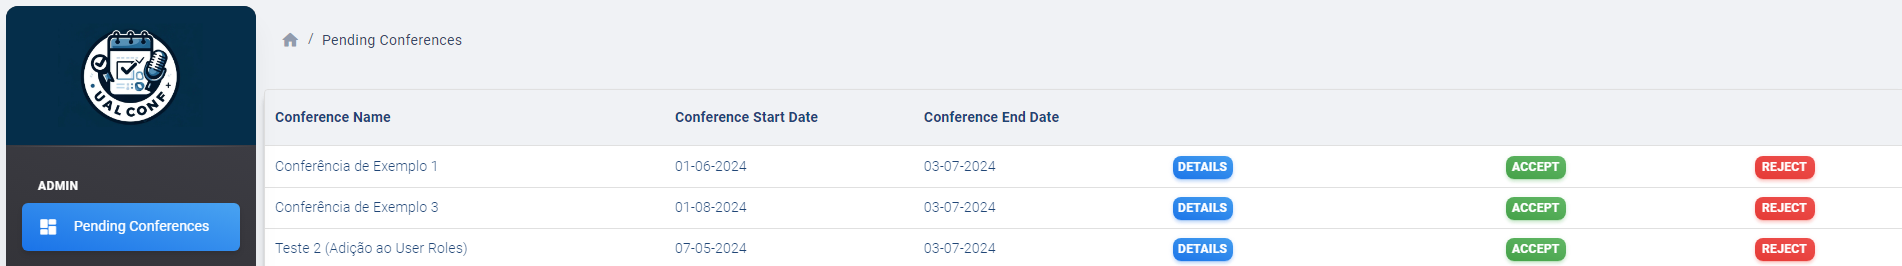 UAL CONF
/ Pending Conferences
ADMIN
Pending Conferences
Conference Name Conference Start Date Conference End Date
Conferência de Exemplo 1 01-06-2024 03-07-2024 DETAILS ACCEPT REJECT
Conferência de Exemplo 3 01-08-2024 03-07-2024 DETAILS ACCEPT REJECT
Teste 2 (Adição ao User Roles) 07-05-2024 03-07-2024 DETAILS ACCEPT REJECT